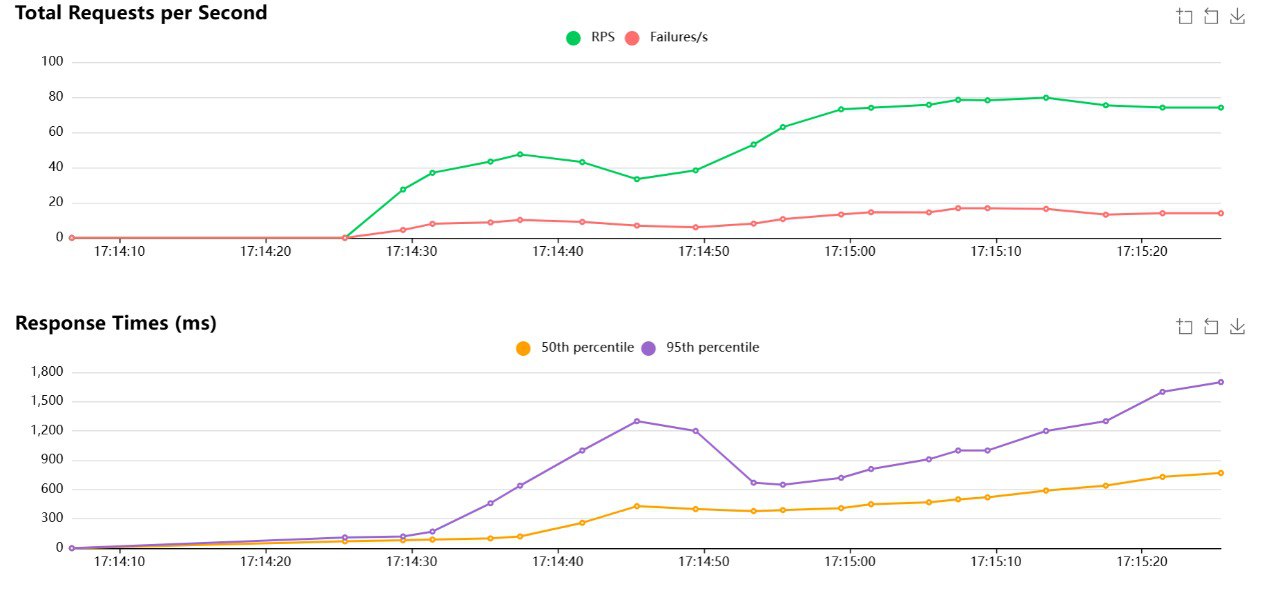 Total Requests per Second
RPS Failures/s
100
80
60
40
20
0
17:14:10 17:14:20 17:14:30 17:14:40 17:14:50 17:15:00 17:15:10 17:15:20
Response Times (ms)
50th percentile 95th percentile
1,800
1,500
1,200
900
600
300
0
17:14:10 17:14:20 17:14:30 17:14:40 17:14:50 17:15:00 17:15:10 17:15:20